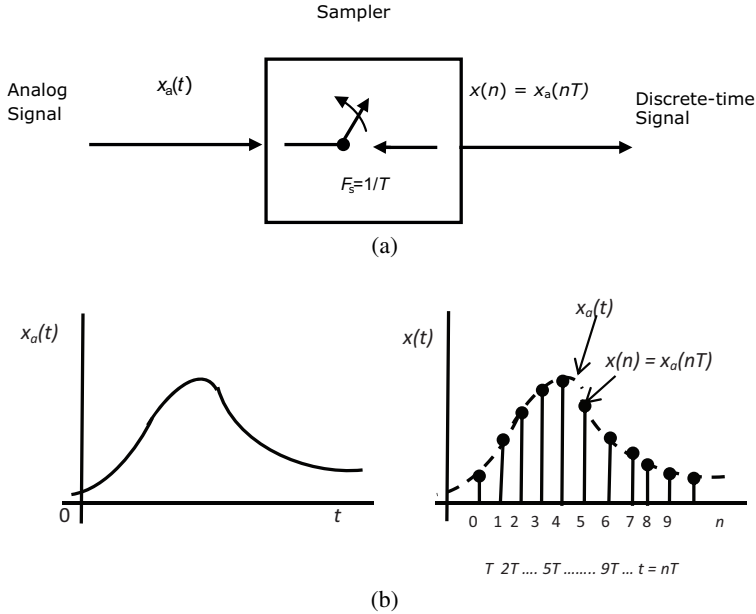 Sampler
Analog
Signal
xₐ(t)
x(n) = xₐ(nT)
Discrete-time
Signal
Fₛ=1/T
(a)
xₐ(t)
0
t
x(t)
xₐ(t)
x(n) = xₐ(nT)
0 1 2 3 4 5 6 7 8 9 n
T 2T .... 5T ........ 9T ... t = nT
(b)